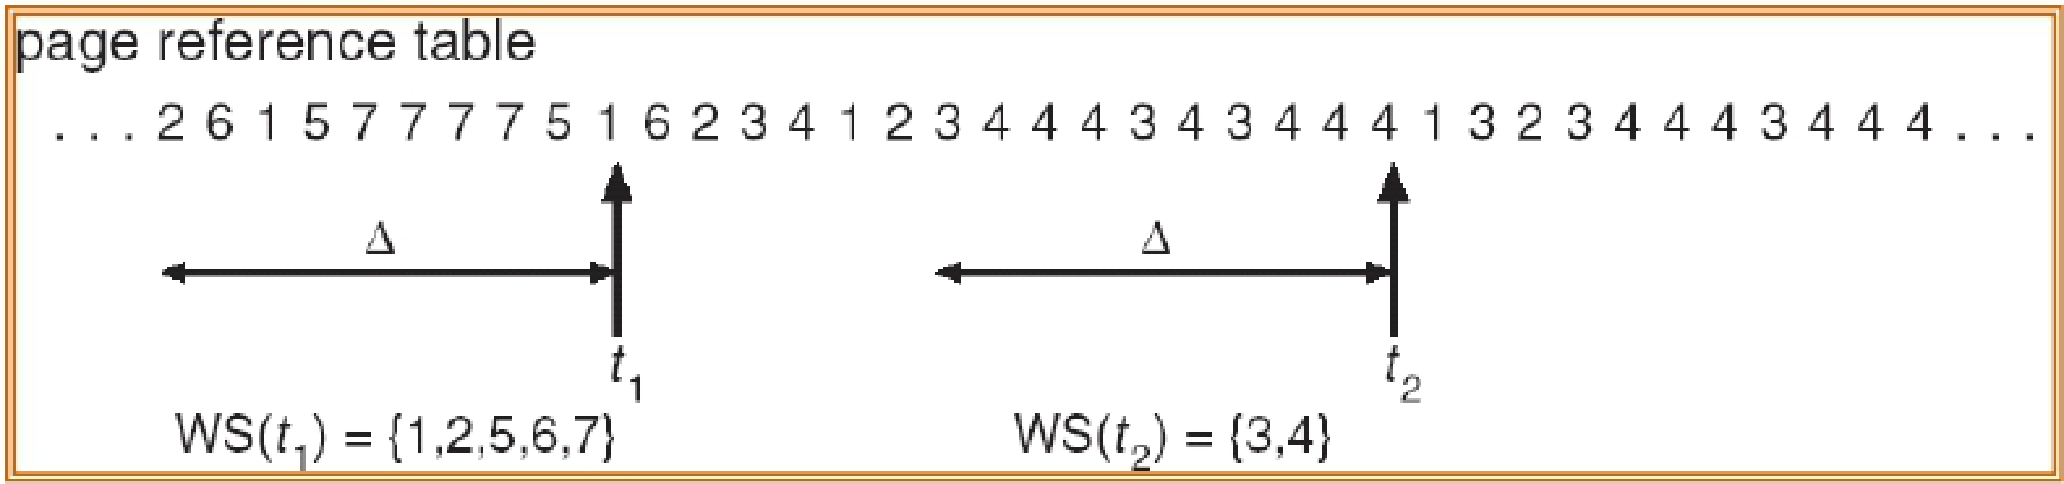 page reference table
. . . 2 6 1 5 7 7 7 7 5 1 6 2 3 4 1 2 3 4 4 4 3 4 3 4 4 4 1 3 2 3 4 4 4 3 4 4 4 . . .
Δ Δ
t₁ t₂
WS(t₁) = {1,2,5,6,7} WS(t₂) = {3,4}